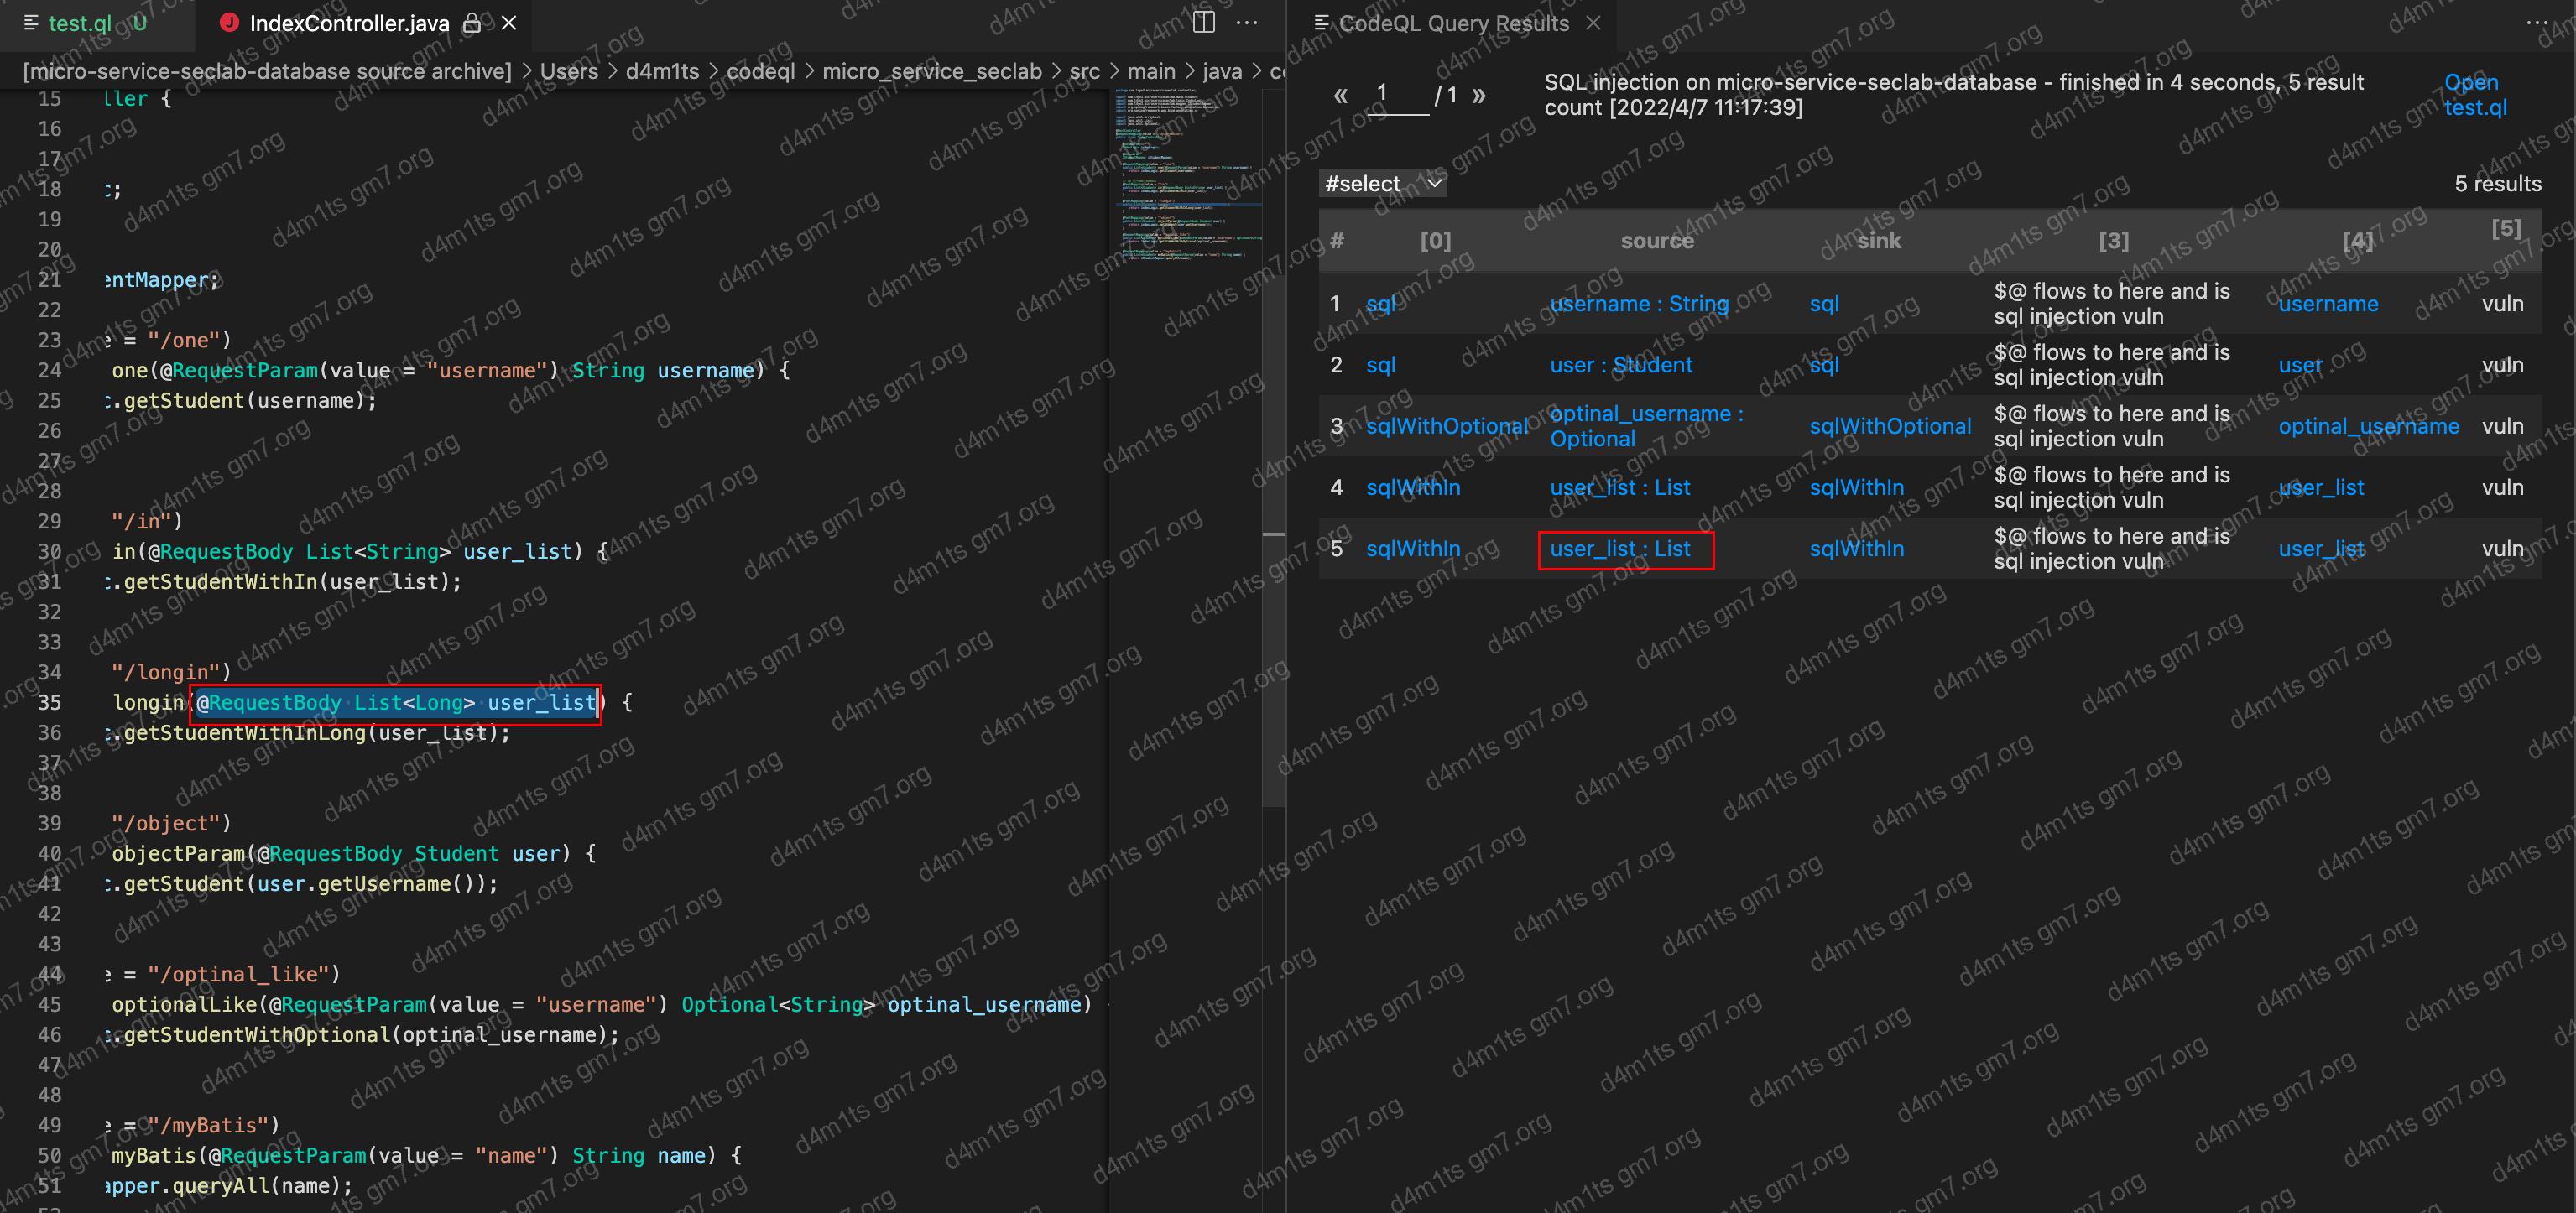 test.ql U
IndexController.java
[micro-service-seclab-database source archive] > Users > d4m1ts > codeql > micro_service_seclab > src > main > java >
15 ller {
16
17
18 c;
19
20
21 entMapper;
22
23 e = "/one")
24 one(@RequestParam(value = "username") String username) {
25 c.getStudent(username);
26
27
28
29 "/in")
30 in(@RequestBody List<String> user_list) {
31 c.getStudentWithIn(user_list);
32
33
34 "/longin")
35 longin(@RequestBody List<Long> user_list) {
36 c.getStudentWithInLong(user_list);
37
38
39 "/object")
40 objectParam(@RequestBody Student user) {
41 c.getStudent(user.getUsername());
42
43
44 e = "/optinal_like")
45 optionalLike(@RequestParam(value = "username") Optional<String> optinal_username)
46 c.getStudentWithOptional(optinal_username);
47
48
49 e = "/myBatis")
50 myBatis(@RequestParam(value = "name") String name) {
51 apper.queryAll(name);
CodeQL Query Results
« 1 / 1 »
SQL injection on micro-service-seclab-database - finished in 4 seconds, 5 result
count [2022/4/7 11:17:39]
Open
test.ql
#select
5 results
# [0] source sink [3] [4] [5]
1 sql username : String sql $@ flows to here and is
sql injection vuln username vuln
2 sql user : Student sql $@ flows to here and is
sql injection vuln user vuln
3 sqlWithOptional optinal_username :
Optional sqlWithOptional $@ flows to here and is
sql injection vuln optinal_username vuln
4 sqlWithIn user_list : List sqlWithIn $@ flows to here and is
sql injection vuln user_list vuln
5 sqlWithIn user_list : List sqlWithIn $@ flows to here and is
sql injection vuln user_list vuln
d4m1ts gm7.org